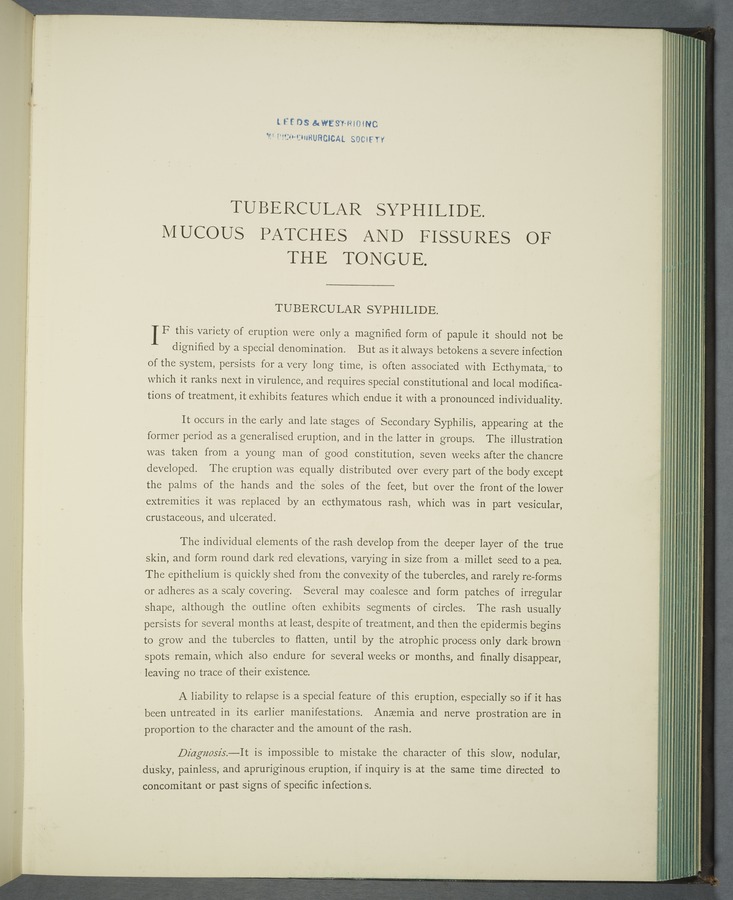 LEEDS & WEST RIDING
MEDICO-CHIRURGICAL SOCIETY
TUBERCULAR SYPHILIDE.
MUCOUS PATCHES AND FISSURES OF
THE TONGUE.
TUBERCULAR SYPHILIDE.
IF this variety of eruption were only a magnified form of papule it should not be
dignified by a special denomination. But as it always betokens a severe infection
of the system, persists for a very long time, is often associated with Ecthymata, to
which it ranks next in virulence, and requires special constitutional and local modifica-
tions of treatment, it exhibits features which endue it with a pronounced individuality.
It occurs in the early and late stages of Secondary Syphilis, appearing at the
former period as a generalised eruption, and in the latter in groups. The illustration
was taken from a young man of good constitution, seven weeks after the chancre
developed. The eruption was equally distributed over every part of the body except
the palms of the hands and the soles of the feet, but over the front of the lower
extremities it was replaced by an ecthymatous rash, which was in part vesicular,
crustaceous, and ulcerated.
The individual elements of the rash develop from the deeper layer of the true
skin, and form round dark red elevations, varying in size from a millet seed to a pea.
The epithelium is quickly shed from the convexity of the tubercles, and rarely re-forms
or adheres as a scaly covering. Several may coalesce and form patches of irregular
shape, although the outline often exhibits segments of circles. The rash usually
persists for several months at least, despite of treatment, and then the epidermis begins
to grow and the tubercles to flatten, until by the atrophic process only dark brown
spots remain, which also endure for several weeks or months, and finally disappear,
leaving no trace of their existence.
A liability to relapse is a special feature of this eruption, especially so if it has
been untreated in its earlier manifestations. Anæmia and nerve prostration are in
proportion to the character and the amount of the rash.
Diagnosis.—It is impossible to mistake the character of this slow, nodular,
dusky, painless, and apruriginous eruption, if inquiry is at the same time directed to
concomitant or past signs of specific infections.